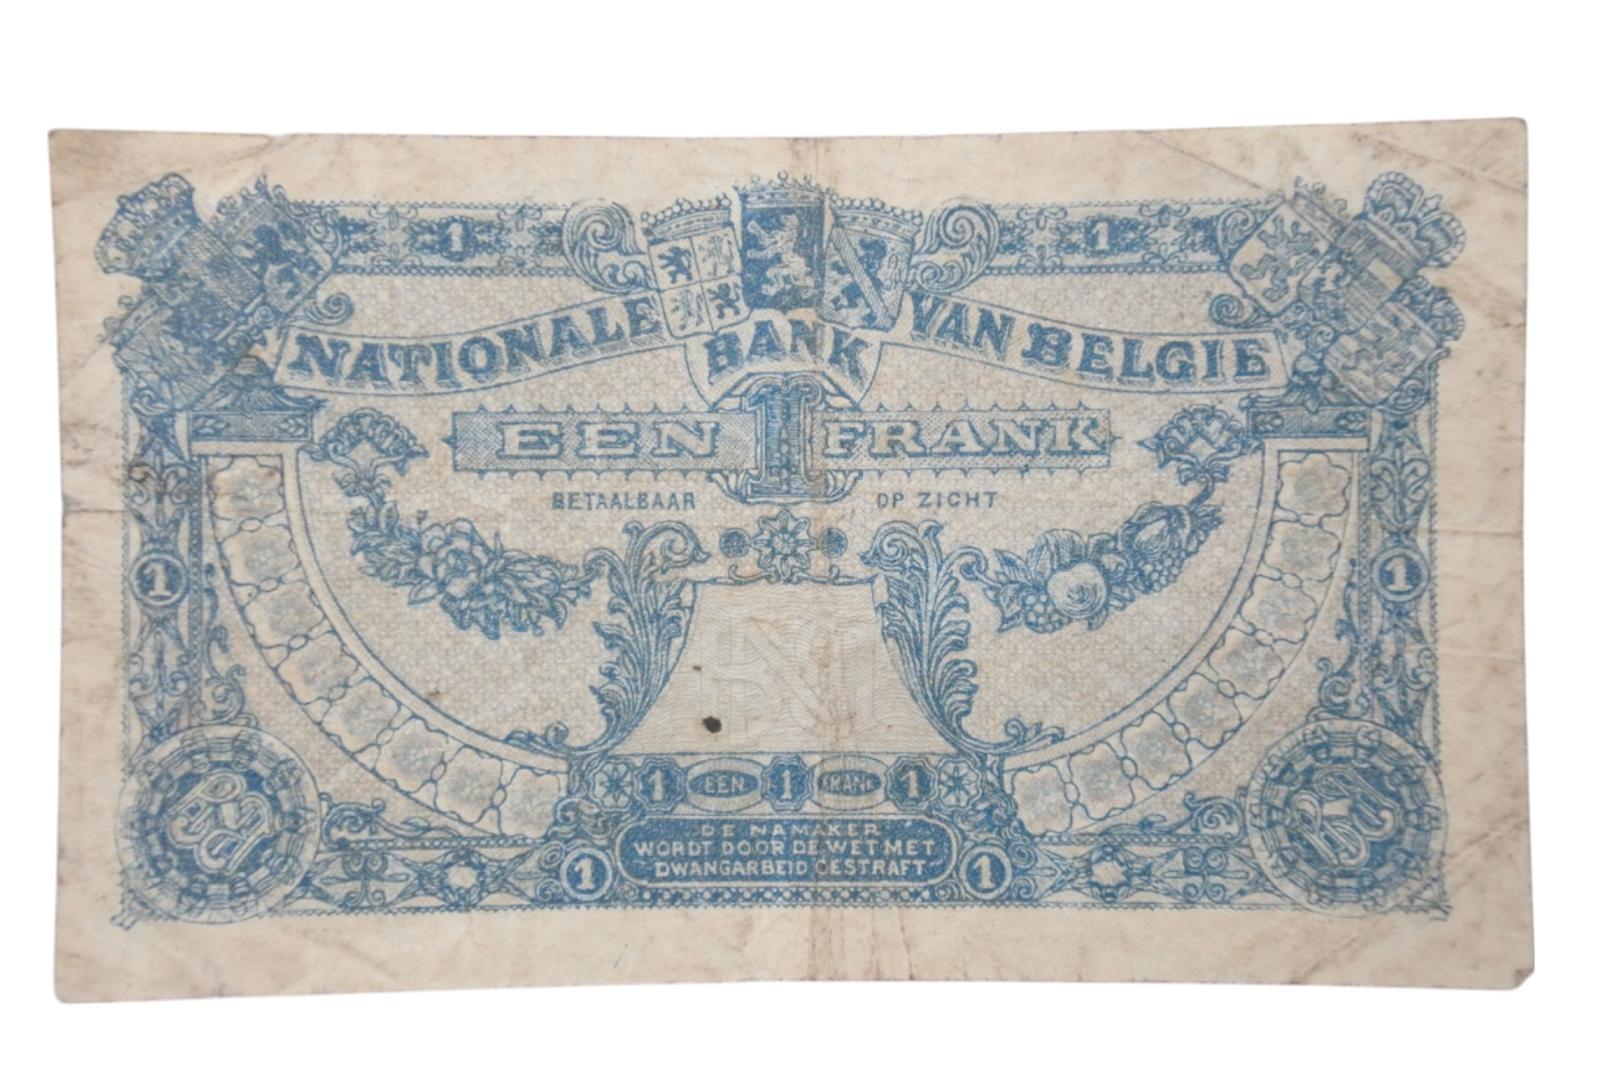 1 1
NATIONALE BANK VAN BELGIE
EEN 1 FRANK
BETAALBAAR OP ZICHT
1 1
1 EEN 1 FRANK 1
DE NAMAKER
WORDT DOOR DE WET MET
DWANGARBEID GESTRAFT
1 1